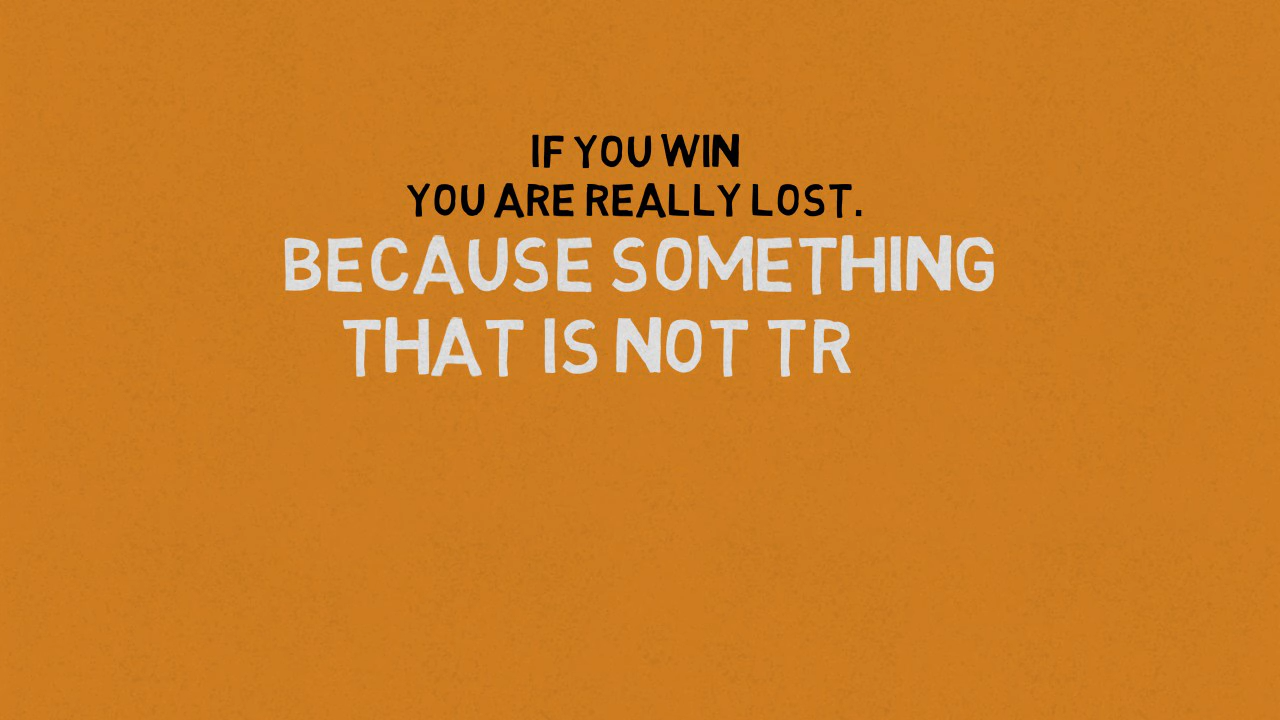 IF YOU WIN
YOU ARE REALLY LOST.
BECAUSE SOMETHING
THAT IS NOT TR